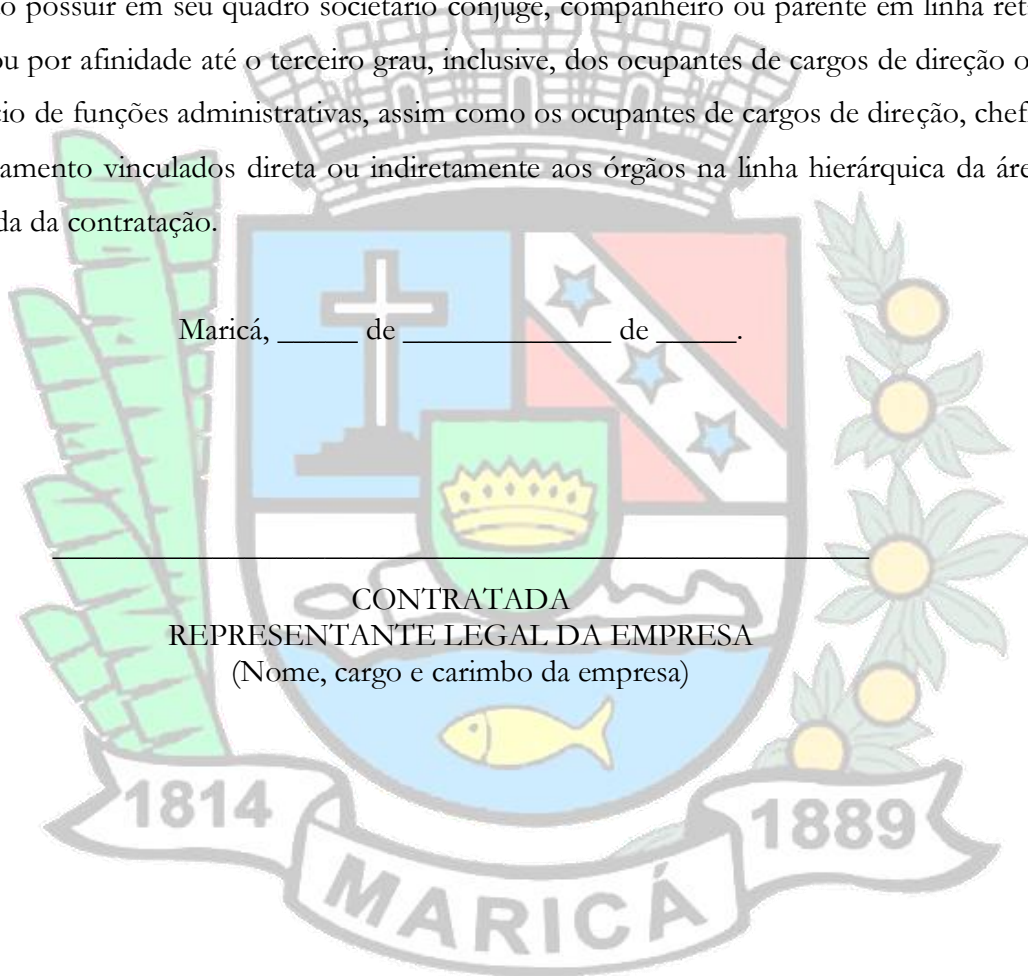 o possuir em seu quadro societário cônjuge, companheiro ou parente em linha ret
ou por afinidade até o terceiro grau, inclusive, dos ocupantes de cargos de direção o
io de funções administrativas, assim como os ocupantes de cargos de direção, chef
amento vinculados direta ou indiretamente aos órgãos na linha hierárquica da áre
da da contratação.
Maricá, _____ de _____________ de _____.
CONTRATADA
REPRESENTANTE LEGAL DA EMPRESA
(Nome, cargo e carimbo da empresa)
1814
1889
MARICÁ